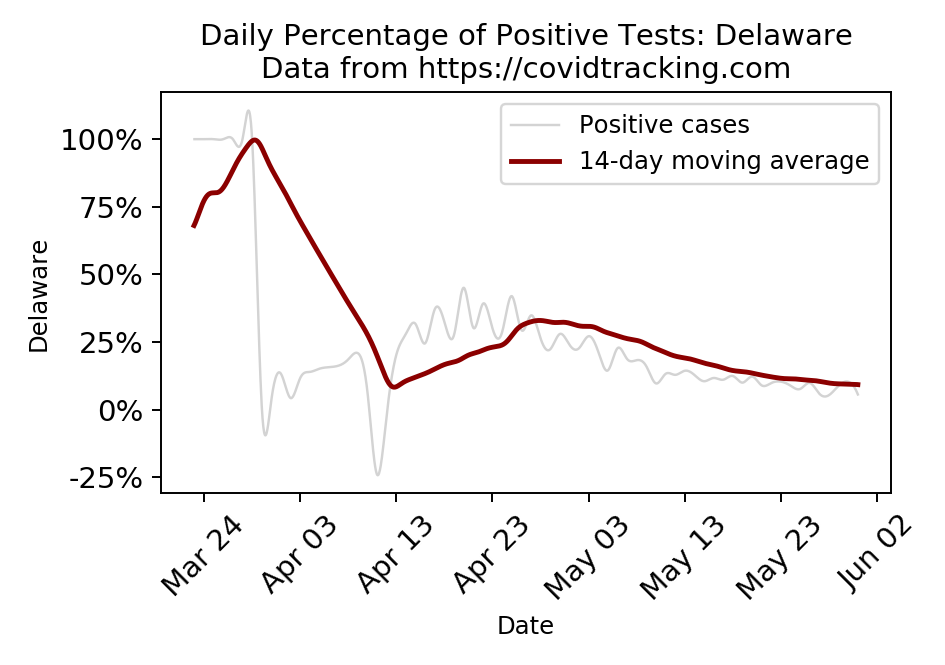 Daily Percentage of Positive Tests: Delaware
Data from https://covidtracking.com
Positive cases
14-day moving average
100%
75%
50%
25%
0%
-25%
Delaware
Mar 24
Apr 03
Apr 13
Apr 23
May 03
May 13
May 23
Jun 02
Date